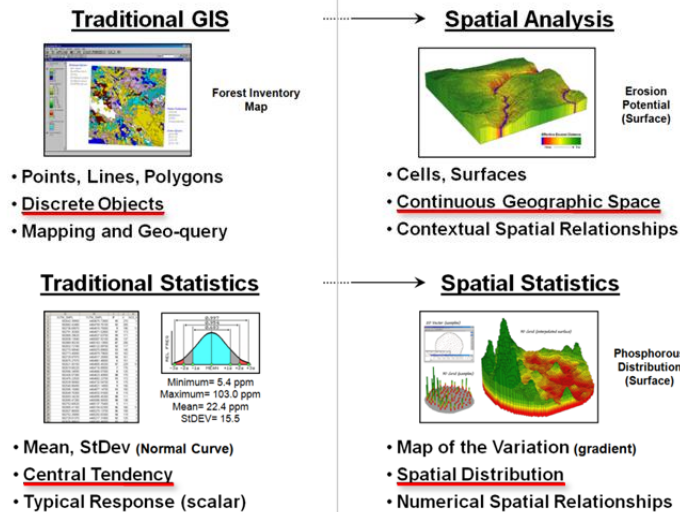 Traditional GIS
Forest Inventory
Map
• Points, Lines, Polygons
• Discrete Objects
• Mapping and Geo-query
Spatial Analysis
Erosion
Potential
(Surface)
• Cells, Surfaces
• Continuous Geographic Space
• Contextual Spatial Relationships
Traditional Statistics
Minimum= 5.4 ppm
Maximum= 103.0 ppm
Mean= 22.4 ppm
StDEV= 15.5
• Mean, StDev (Normal Curve)
• Central Tendency
• Typical Response (scalar)
Spatial Statistics
Phosphorous
Distribution
(Surface)
• Map of the Variation (gradient)
• Spatial Distribution
• Numerical Spatial Relationships